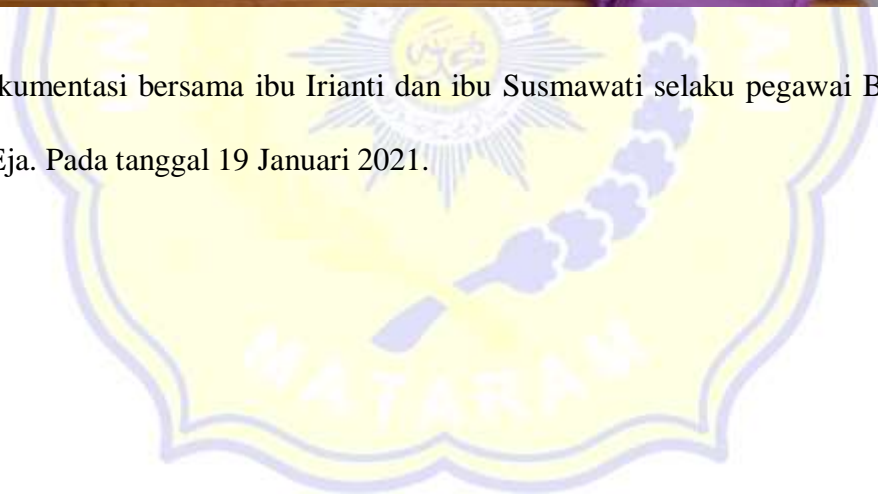 kumentasi bersama ibu Irianti dan ibu Susmawati selaku pegawai B
Eja. Pada tanggal 19 Januari 2021.
MATARAM